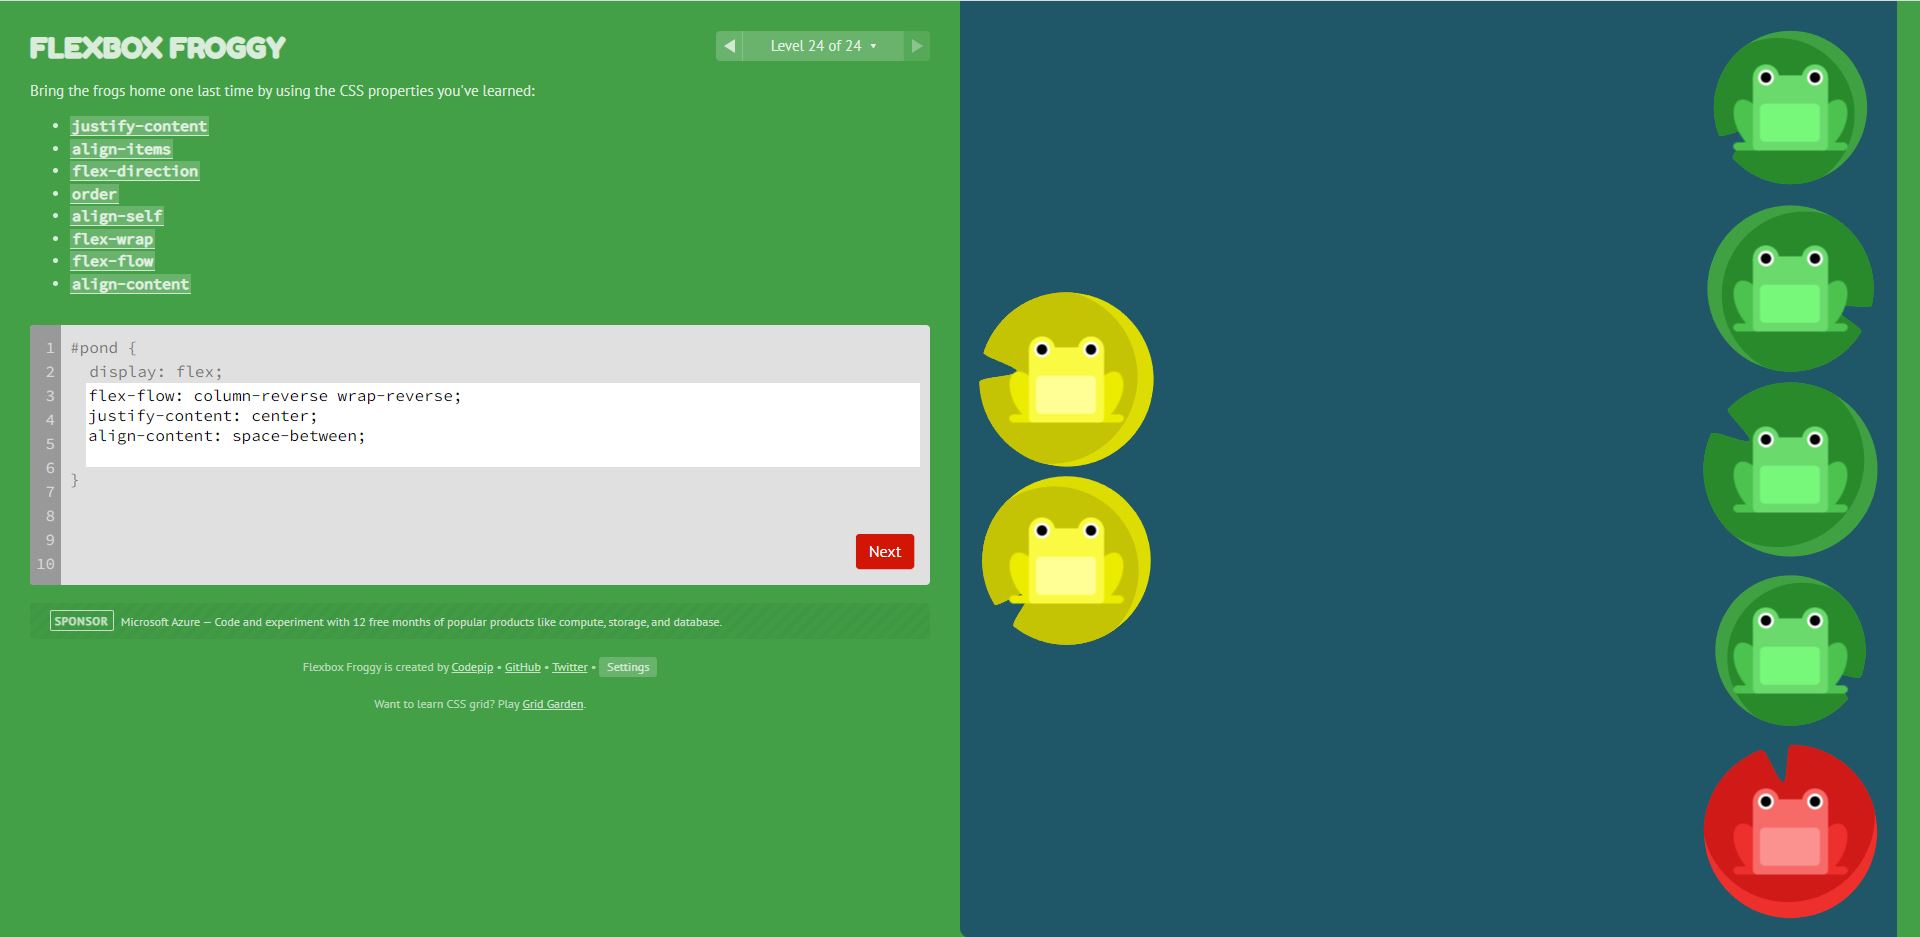 FLEXBOX FROGGY
Level 24 of 24
Bring the frogs home one last time by using the CSS properties you've learned:
justify-content
align-items
flex-direction
order
align-self
flex-wrap
flex-flow
align-content
1 #pond {
2 display: flex;
3 flex-flow: column-reverse wrap-reverse;
4 justify-content: center;
5 align-content: space-between;
6 }
7
8
9
10
Next
SPONSOR Microsoft Azure — Code and experiment with 12 free months of popular products like compute, storage, and database.
Flexbox Froggy is created by Codepip • GitHub • Twitter • Settings
Want to learn CSS grid? Play Grid Garden.